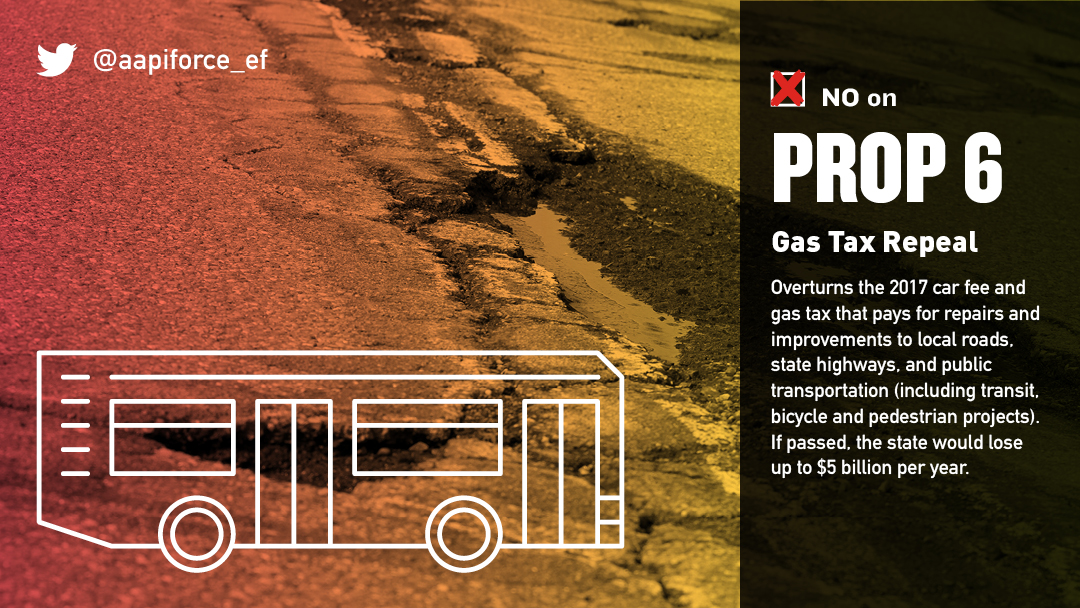 @aapiforce_ef
NO on
PROP 6
Gas Tax Repeal
Overturns the 2017 car fee and
gas tax that pays for repairs and
improvements to local roads,
state highways, and public
transportation (including transit,
bicycle and pedestrian projects).
If passed, the state would lose
up to $5 billion per year.